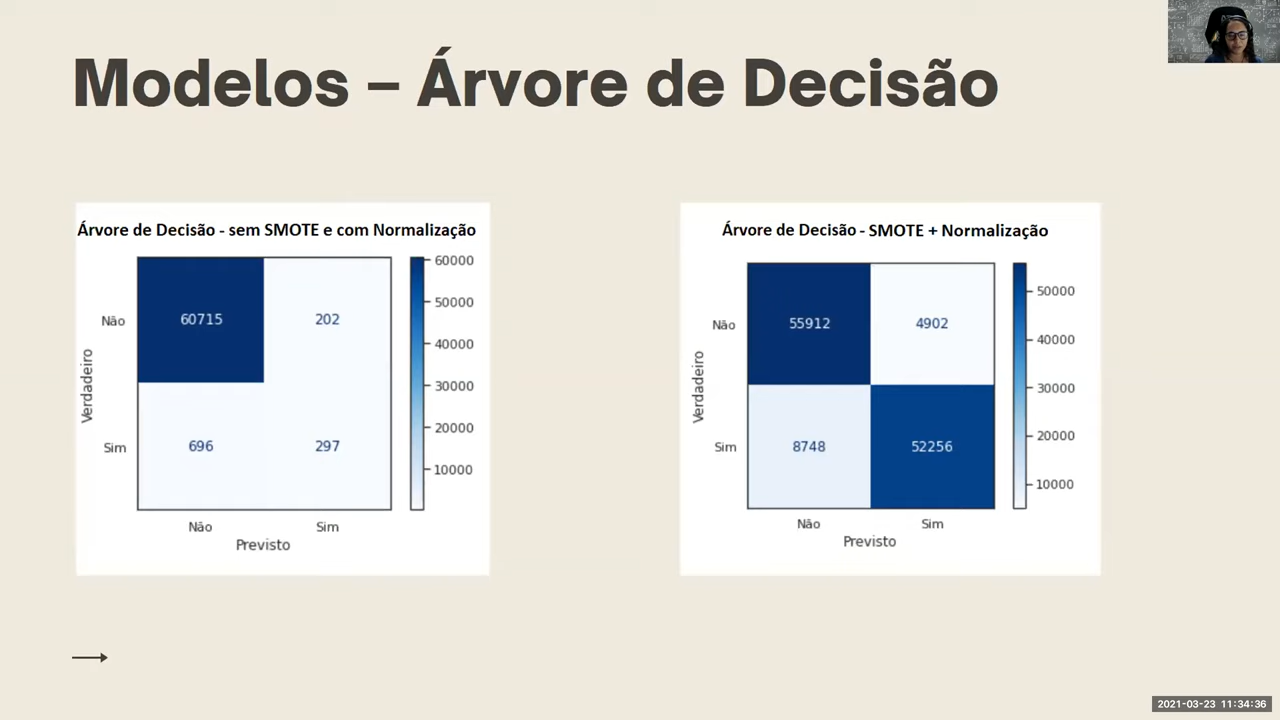 Modelos – Árvore de Decisão
Árvore de Decisão - sem SMOTE e com Normalização
60000
50000
40000
30000
20000
10000
Verdadeiro
Não
60715
202
Sim
696
297
Não
Sim
Previsto
Árvore de Decisão - SMOTE + Normalização
50000
40000
30000
20000
10000
Verdadeiro
Não
55912
4902
Sim
8748
52256
Não
Sim
Previsto
2021-03-23 11:34:36